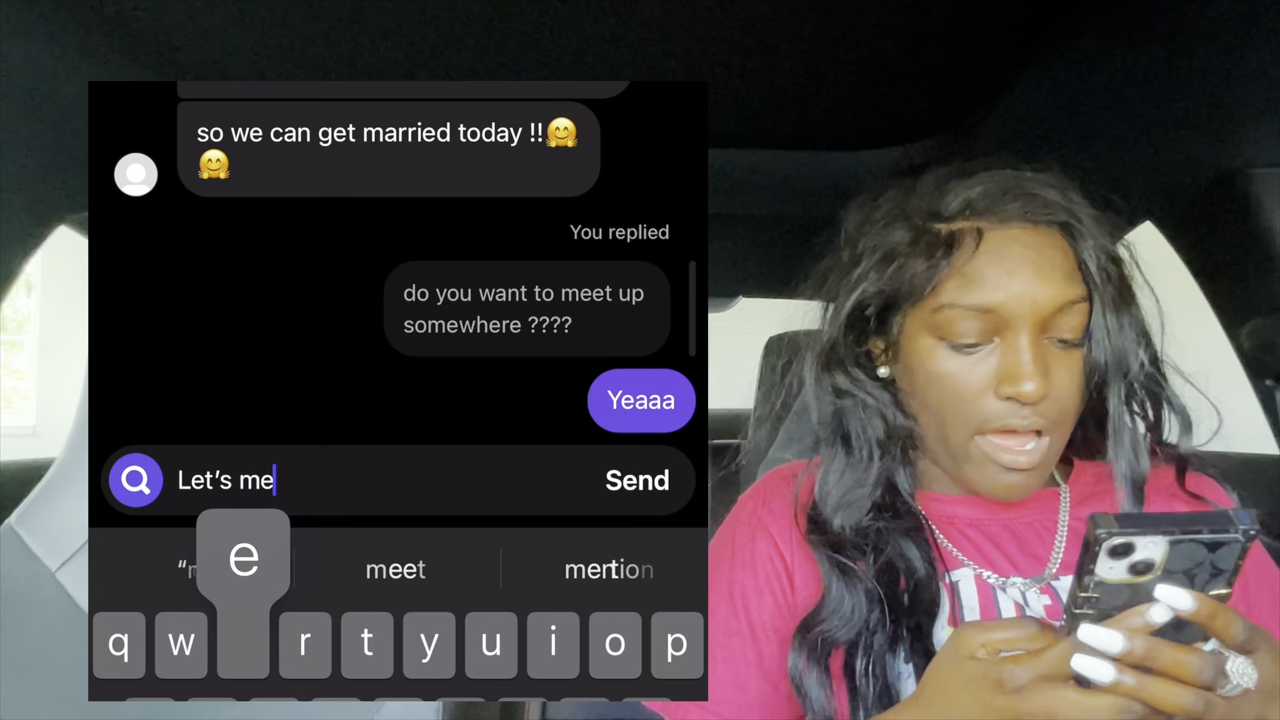 so we can get married today !!🤗
🤗
You replied
do you want to meet up
somewhere ????
Yeaaa
Let's me
Send
e
meet
mertion
q w r t y u i o p